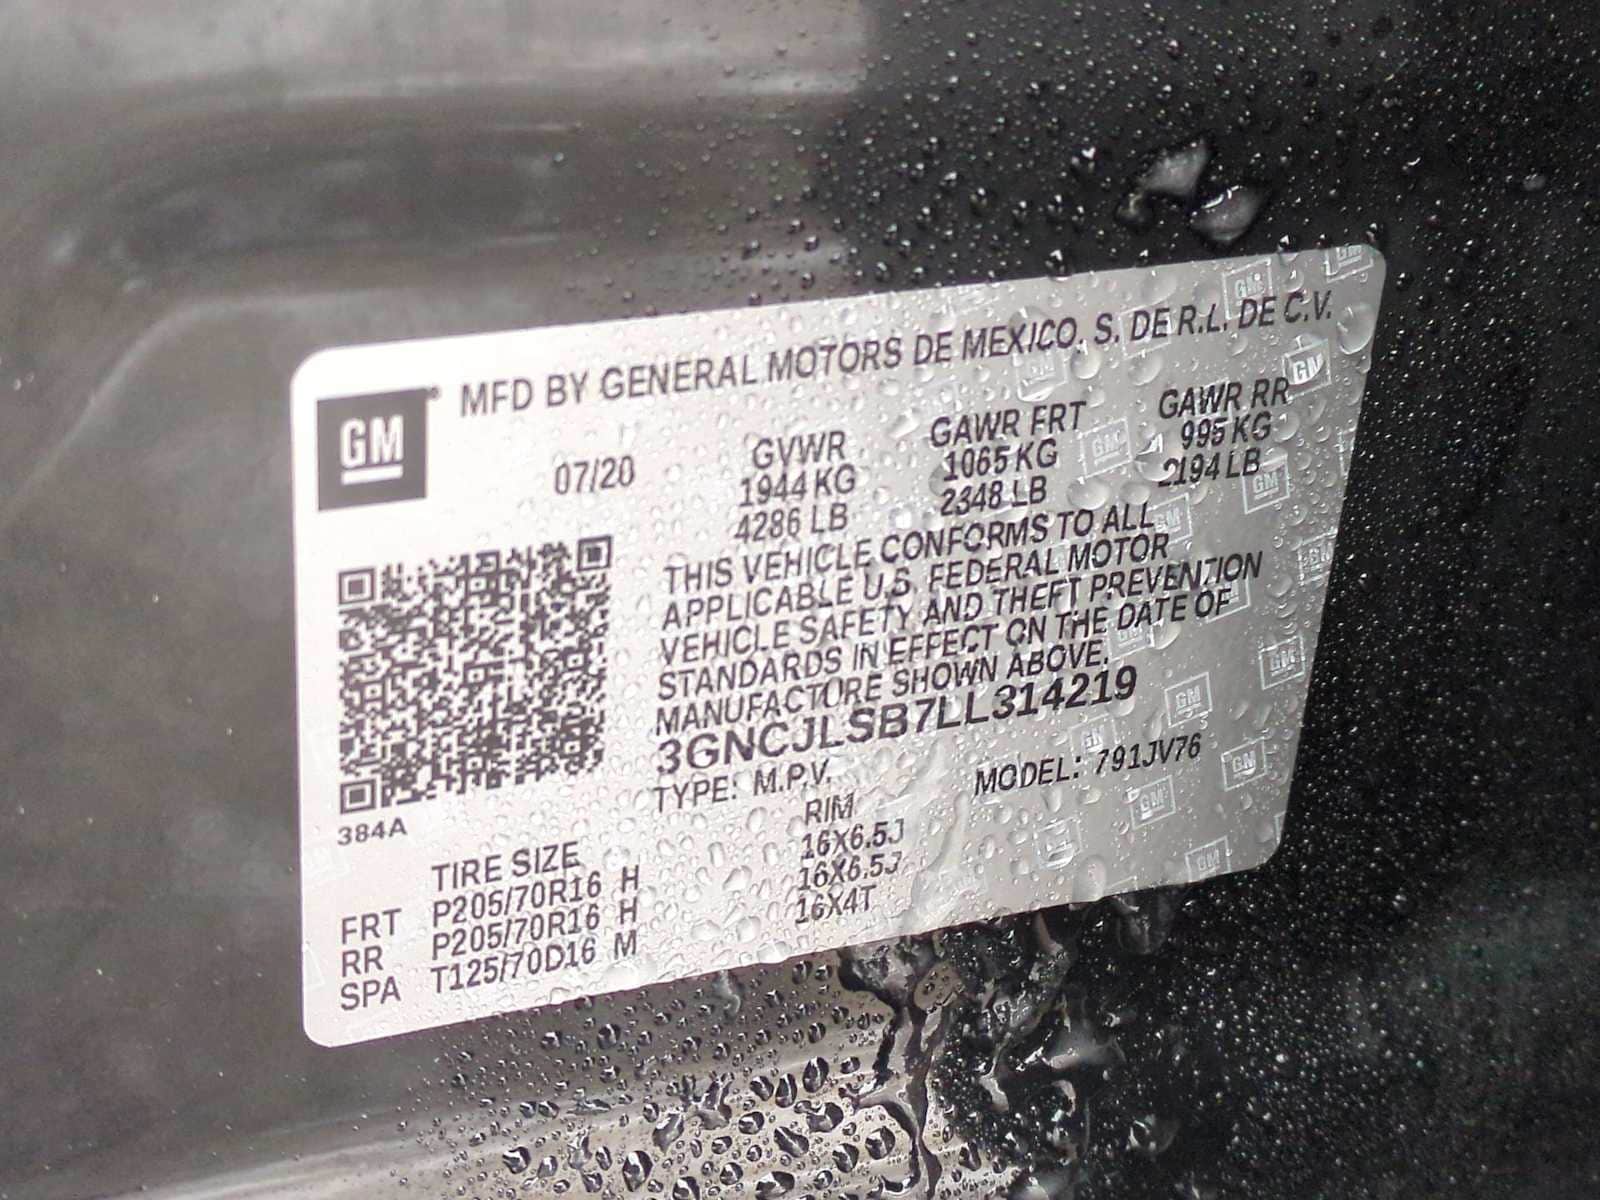 MFD BY GENERAL MOTORS DE MEXICO, S. DE R.L. DE C.V.
GM
07/20 GVWR GAWR FRT GAWR RR
1944 KG 1065 KG 995 KG
4286 LB 2348 LB 2194 LB
THIS VEHICLE CONFORMS TO ALL
APPLICABLE U.S. FEDERAL MOTOR
VEHICLE SAFETY AND THEFT PREVENTION
STANDARDS IN EFFECT ON THE DATE OF
MANUFACTURE SHOWN ABOVE.
3GNCJLSB7LL314219
TYPE: M.P.V. MODEL: 791JV76
384A
TIRE SIZE RIM
FRT P205/70R16 H 16X6.5J
RR P205/70R16 H 16X6.5J
SPA T125/70D16 M 16X4T